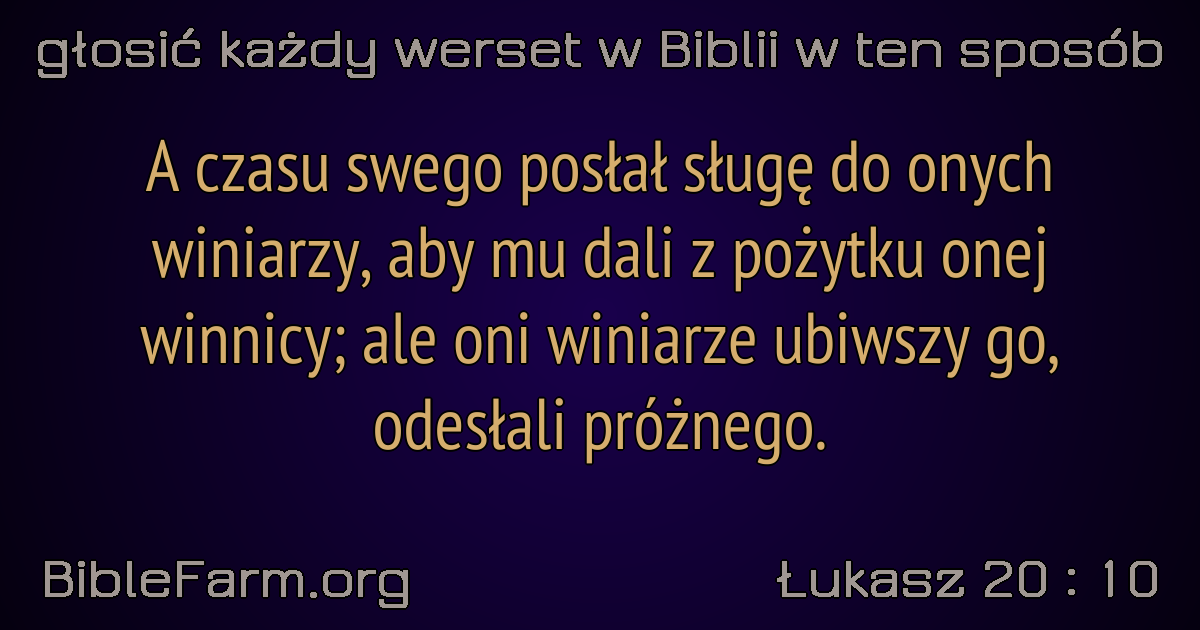 głosić każdy werset w Biblii w ten sposób
A czasu swego posłał sługę do onych
winiarzy, aby mu dali z pożytku onej
winnicy; ale oni winiarze ubiwszy go,
odesłali próżnego.
BibleFarm.org
Łukasz 20 : 10